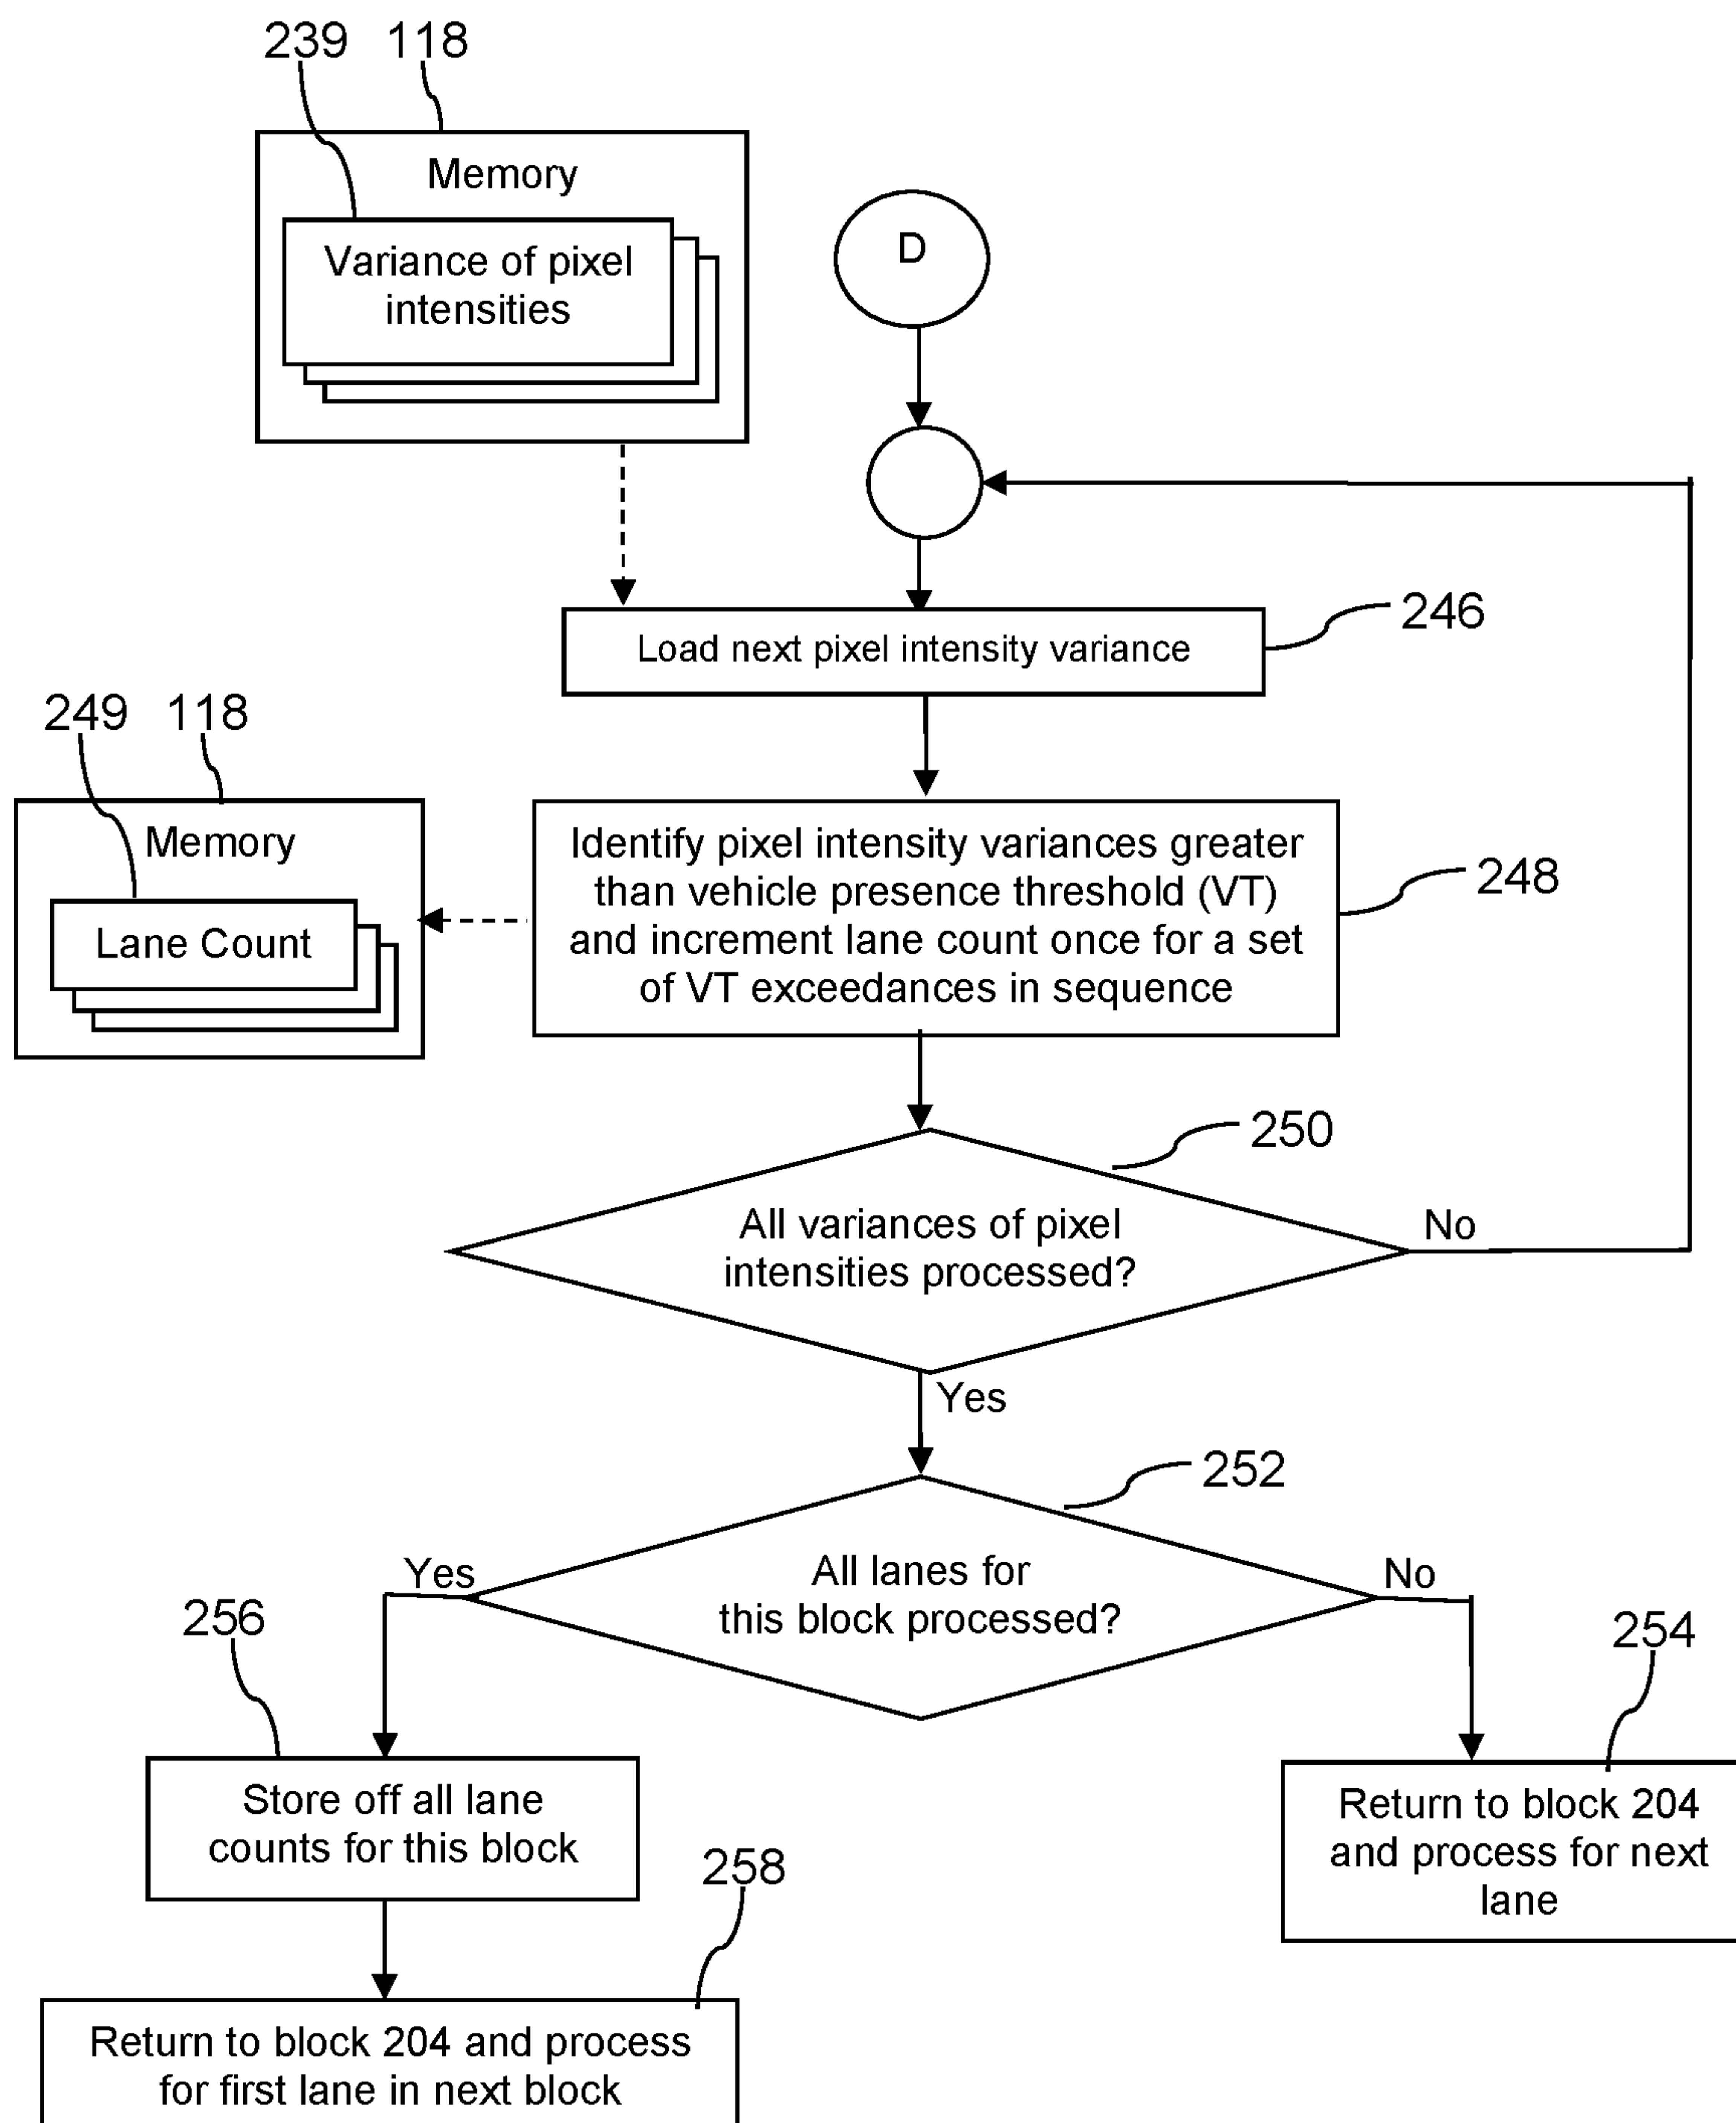 239 118
Memory
Variance of pixel
intensities
D
246
Load next pixel intensity variance
249 118
Memory
Lane Count
Identify pixel intensity variances greater
than vehicle presence threshold (VT)
and increment lane count once for a set
of VT exceedances in sequence
248
250
All variances of pixel
intensities processed?
No
Yes
252
All lanes for
this block processed?
Yes
No
256
254
Store off all lane
counts for this block
Return to block 204
and process for next
lane
258
Return to block 204 and process
for first lane in next block